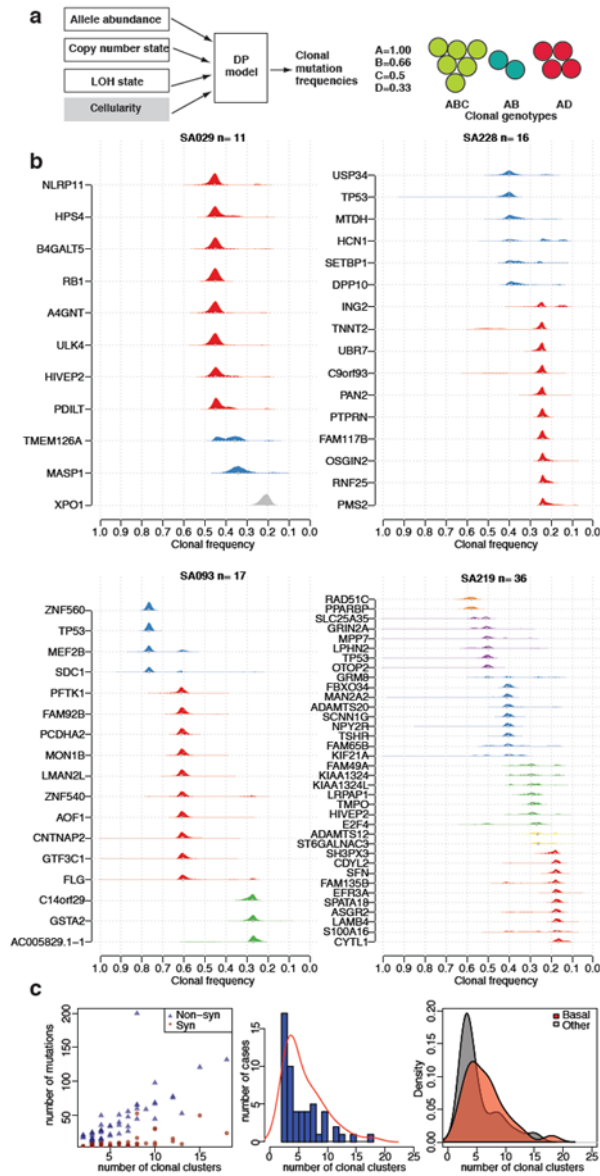 a
Allele abundance
Copy number state
LOH state
Cellularity
DP
model
Clonal
mutation
frequencies
A=1.00
B=0.66
C=0.5
D=0.33
ABC AB AD
Clonal genotypes
b
SA029 n= 11
NLRP11
HPS4
B4GALT5
RB1
A4GNT
ULK4
HIVEP2
PDILT
TMEM126A
MASP1
XPO1
1.0 0.9 0.8 0.7 0.6 0.5 0.4 0.3 0.2 0.1 0.0
Clonal frequency
SA228 n= 16
USP34
TP53
MTDH
HCN1
SETBP1
DPP10
ING2
TNNT2
UBR7
C9orf93
PAN2
PTPRN
FAM117B
OSGIN2
RNF25
PMS2
1.0 0.9 0.8 0.7 0.6 0.5 0.4 0.3 0.2 0.1 0.0
Clonal frequency
SA093 n= 17
ZNF560
TP53
MEF2B
SDC1
PFTK1
FAM92B
PCDHA2
MON1B
LMAN2L
ZNF540
AOF1
CNTNAP2
GTF3C1
FLG
C14orf29
GSTA2
AC005829.1-1
1.0 0.9 0.8 0.7 0.6 0.5 0.4 0.3 0.2 0.1 0.0
Clonal frequency
SA219 n= 36
RAD51C
PPARBP
SLC25A35
GRIN2A
MPP7
LPHN2
TP53
OTOP2
GRM8
FBXO34
MAN2A2
ADAMTS20
SCNN1G
NPY2R
TSHR
FAM65B
KIF21A
FAM49A
KIAA1324
KIAA1324L
LRPAP1
TMPO
HIVEP2
E2F4
ADAMTS12
ST6GALNAC3
SH3PX3
CDYL2
SFN
FAM135B
EFR3A
SPATA18
ASGR2
LAMB4
S100A16
CYTL1
1.0 0.9 0.8 0.7 0.6 0.5 0.4 0.3 0.2 0.1 0.0
Clonal frequency
c
number of mutations
200
150
100
50
Non-syn
Syn
5 10 15
number of clonal clusters
number of cases
15
10
5
0
0 5 10 15 20 25
number of clonal clusters
Density
0.20
0.15
0.10
0.05
0.00
Basal
Other
0 5 10 15 20 25
number of clonal clusters